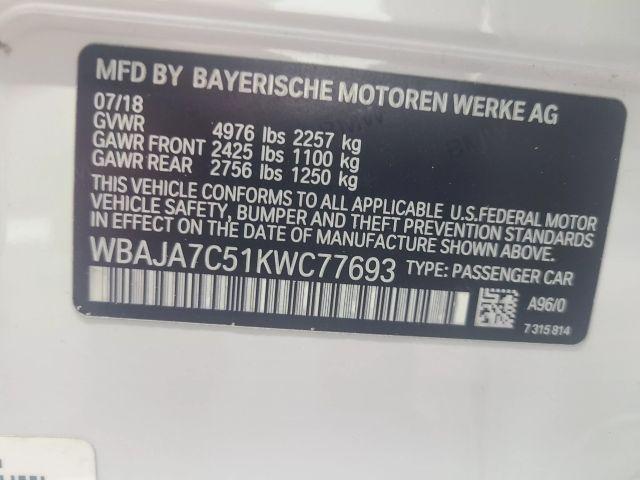 MFD BY BAYERISCHE MOTOREN WERKE AG
07/18
GVWR 4976 lbs 2257 kg
GAWR FRONT 2425 lbs 1100 kg
GAWR REAR 2756 lbs 1250 kg
THIS VEHICLE CONFORMS TO ALL APPLICABLE U.S.FEDERAL MOTOR
VEHICLE SAFETY, BUMPER AND THEFT PREVENTION STANDARDS
IN EFFECT ON THE DATE OF MANUFACTURE SHOWN ABOVE.
WBAJA7C51KWC77693 TYPE: PASSENGER CAR
A96/0
7 315 814